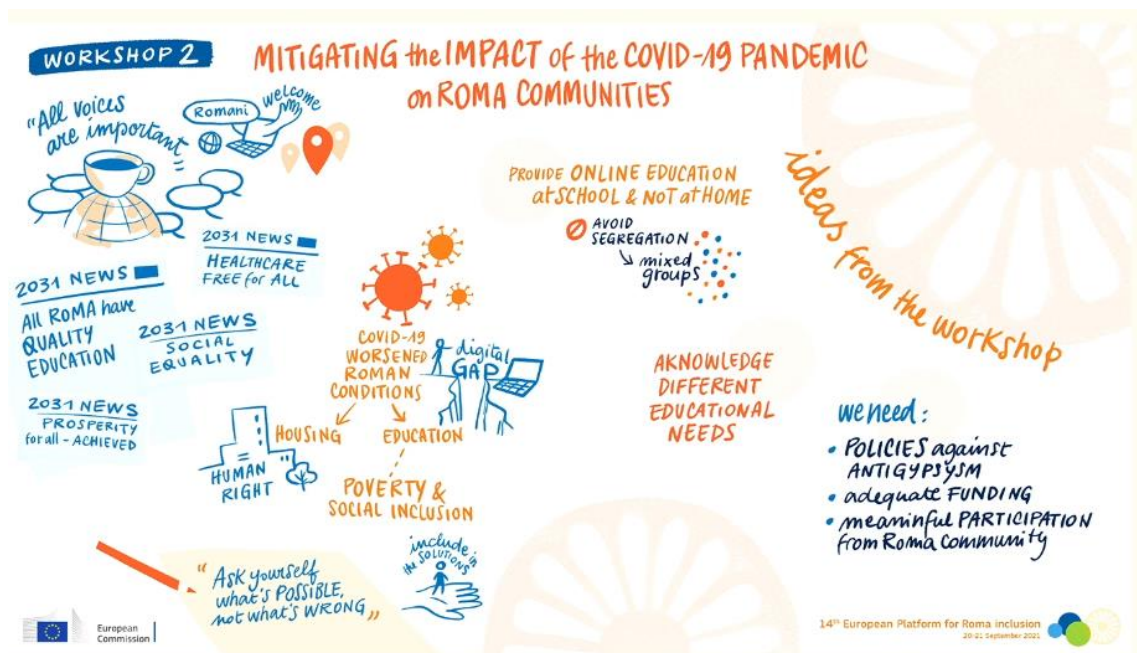 WORKSHOP 2
MITIGATING the IMPACT of the COVID-19 PANDEMIC
on ROMA COMMUNITIES
"All voices
are important"
Romani
welcome
2031 NEWS
HEALTHCARE
FREE for ALL
2031 NEWS
All ROMA have
QUALITY
EDUCATION
2031 NEWS
SOCIAL
EQUALITY
2031 NEWS
PROSPERITY
for all - ACHIEVED
COVID-19
WORSENED
ROMAN
CONDITIONS
digital
GAP
HOUSING
EDUCATION
HUMAN
RIGHT
POVERTY &
SOCIAL INCLUSION
"Ask yourself
what's POSSIBLE,
not what's WRONG"
include in
the SOLUTIONS
PROVIDE ONLINE EDUCATION
at SCHOOL & NOT at HOME
AVOID
SEGREGATION
mixed
groups
AKNOWLEDGE
DIFFERENT
EDUCATIONAL
NEEDS
ideas from the workshop
we need:
• POLICIES against
ANTIGYPSYSM
• adequate FUNDING
• meaninful PARTICIPATION
from Roma Community
European
Commission
14th European Platform for Roma inclusion
20-21 September 2021